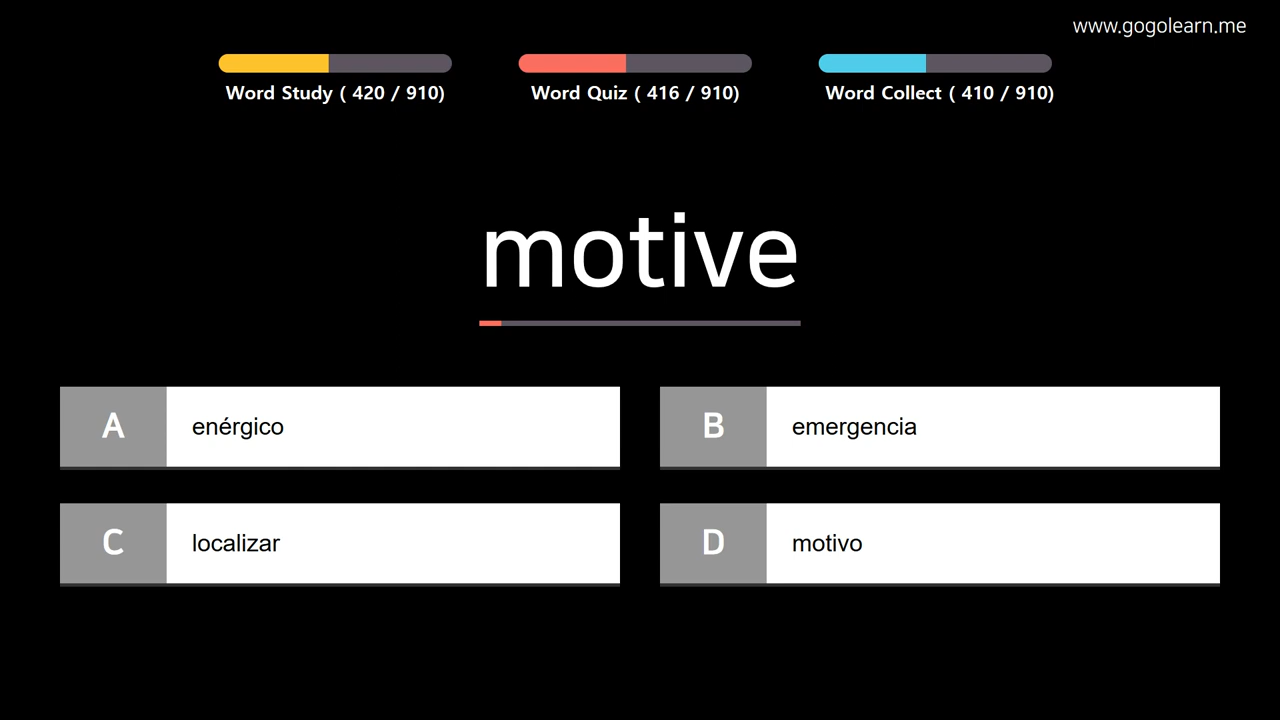 www.gogolearn.me
Word Study ( 420 / 910)
Word Quiz ( 416 / 910)
Word Collect ( 410 / 910)
motive
A enérgico
B emergencia
C localizar
D motivo